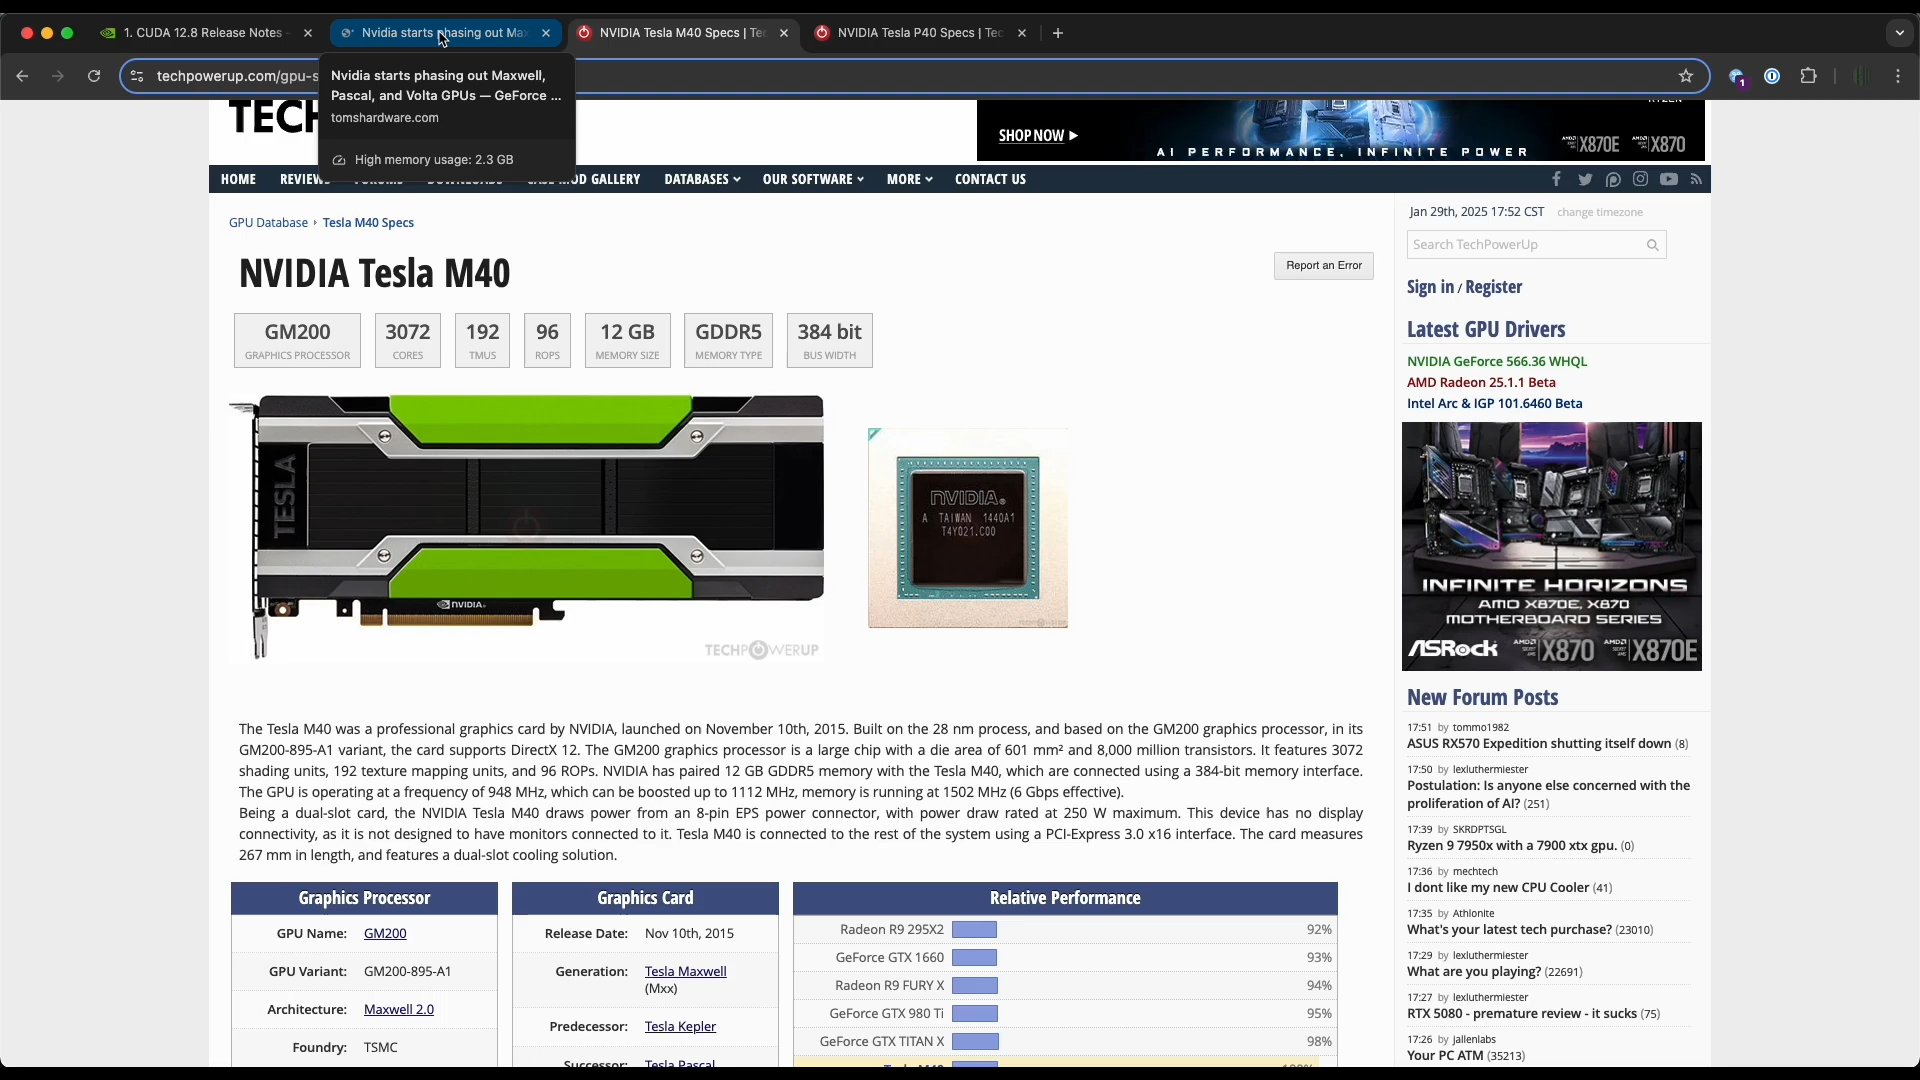 1. CUDA 12.8 Release Notes
Nvidia starts phasing out Ma
NVIDIA Tesla M40 Specs | Te
NVIDIA Tesla P40 Specs | Tec
techpowerup.com/gpu-s
1
Nvidia starts phasing out Maxwell,
Pascal, and Volta GPUs — GeForce ...
tomshardware.com
High memory usage: 2.3 GB
TECH
SHOP NOW ▶
AI PERFORMANCE, INFINITE POWER
AMD X870E AMD X870
HOME REVIEWS FORUMS DOWNLOADS CASE MOD GALLERY DATABASES OUR SOFTWARE MORE CONTACT US
GPU Database › Tesla M40 Specs
Jan 29th, 2025 17:52 CST change timezone
Search TechPowerUp
NVIDIA Tesla M40
Report an Error
Sign in / Register
GM200
GRAPHICS PROCESSOR
3072
CORES
192
TMUS
96
ROPS
12 GB
MEMORY SIZE
GDDR5
MEMORY TYPE
384 bit
BUS WIDTH
Latest GPU Drivers
NVIDIA GeForce 566.36 WHQL
AMD Radeon 25.1.1 Beta
Intel Arc & IGP 101.6460 Beta
TESLA
NVIDIA.
TECHPOWERUP
NVIDIA.
A TAIWAN 1440A1
T4Y021.C00
INFINITE HORIZONS
AMD X870E, X870
MOTHERBOARD SERIES
ASRock AMD X870 AMD X870E
The Tesla M40 was a professional graphics card by NVIDIA, launched on November 10th, 2015. Built on the 28 nm process, and based on the GM200 graphics processor, in its
GM200-895-A1 variant, the card supports DirectX 12. The GM200 graphics processor is a large chip with a die area of 601 mm² and 8,000 million transistors. It features 3072
shading units, 192 texture mapping units, and 96 ROPs. NVIDIA has paired 12 GB GDDR5 memory with the Tesla M40, which are connected using a 384-bit memory interface.
The GPU is operating at a frequency of 948 MHz, which can be boosted up to 1112 MHz, memory is running at 1502 MHz (6 Gbps effective).
Being a dual-slot card, the NVIDIA Tesla M40 draws power from an 8-pin EPS power connector, with power draw rated at 250 W maximum. This device has no display
connectivity, as it is not designed to have monitors connected to it. Tesla M40 is connected to the rest of the system using a PCI-Express 3.0 x16 interface. The card measures
267 mm in length, and features a dual-slot cooling solution.
Graphics Processor
GPU Name: GM200
GPU Variant: GM200-895-A1
Architecture: Maxwell 2.0
Foundry: TSMC
Graphics Card
Release Date: Nov 10th, 2015
Generation: Tesla Maxwell
(Mxx)
Predecessor: Tesla Kepler
Successor: Tesla Pascal
Relative Performance
Radeon R9 295X2 92%
GeForce GTX 1660 93%
Radeon R9 FURY X 94%
GeForce GTX 980 Ti 95%
GeForce GTX TITAN X 98%
Tesla M40 100%
New Forum Posts
17:51 by tommo1982
ASUS RX570 Expedition shutting itself down (8)
17:50 by lexluthermiester
Postulation: Is anyone else concerned with the
proliferation of AI? (251)
17:39 by SKRDPTSGL
Ryzen 9 7950x with a 7900 xtx gpu. (0)
17:36 by mechtech
I dont like my new CPU Cooler (41)
17:35 by Athlonite
What's your latest tech purchase? (23010)
17:29 by lexluthermiester
What are you playing? (22691)
17:27 by lexluthermiester
RTX 5080 - premature review - it sucks (75)
17:26 by jallenlabs
Your PC ATM (35213)